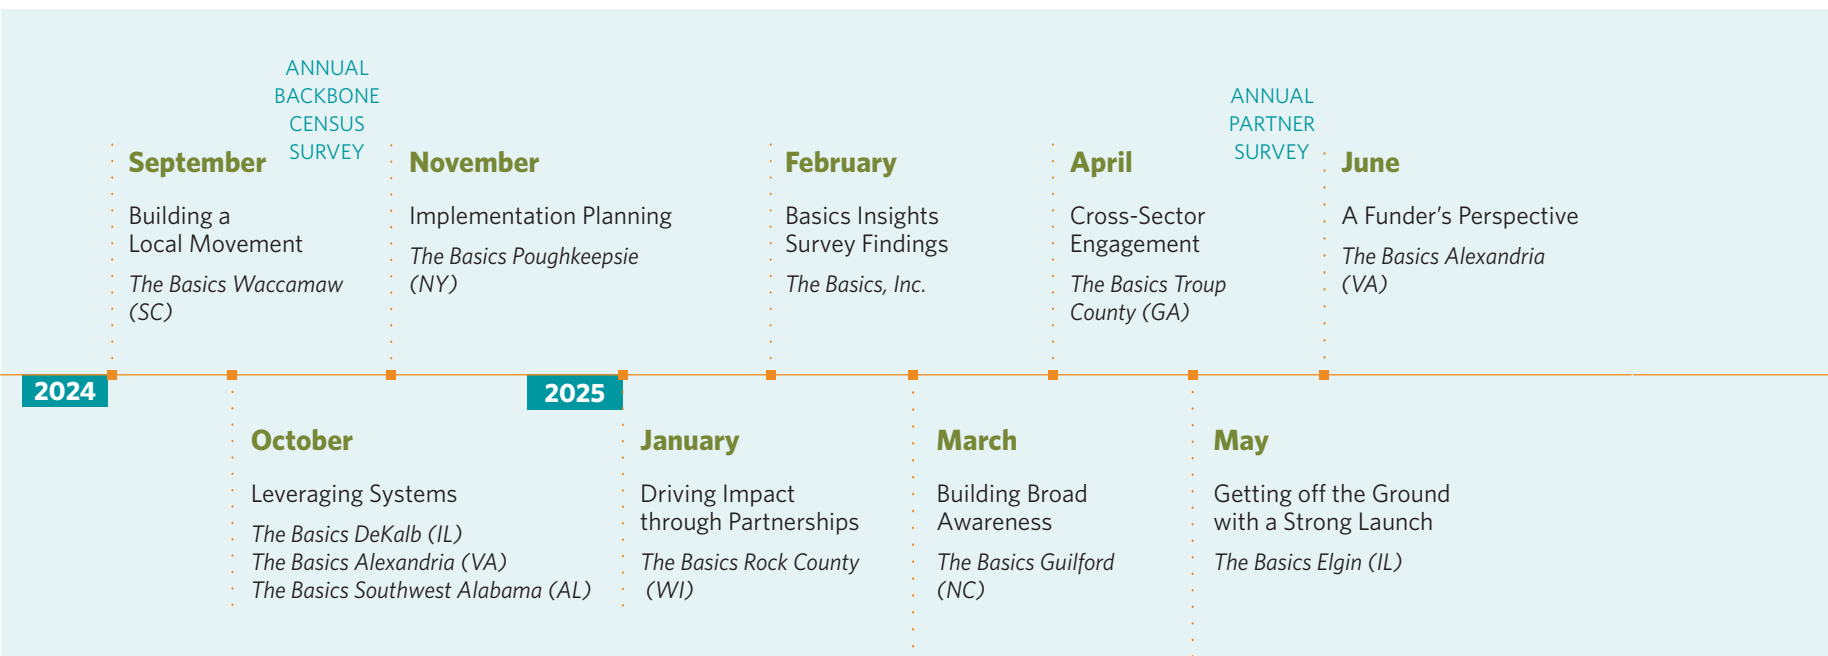 ANNUAL
BACKBONE
CENSUS
SURVEY
September
Building a
Local Movement
The Basics Waccamaw
(SC)
November
Implementation Planning
The Basics Poughkeepsie
(NY)
February
Basics Insights
Survey Findings
The Basics, Inc.
April
Cross-Sector
Engagement
The Basics Troup
County (GA)
ANNUAL
PARTNER
SURVEY
June
A Funder’s Perspective
The Basics Alexandria
(VA)
2024
2025
October
Leveraging Systems
The Basics DeKalb (IL)
The Basics Alexandria (VA)
The Basics Southwest Alabama (AL)
January
Driving Impact
through Partnerships
The Basics Rock County
(WI)
March
Building Broad
Awareness
The Basics Guilford
(NC)
May
Getting off the Ground
with a Strong Launch
The Basics Elgin (IL)